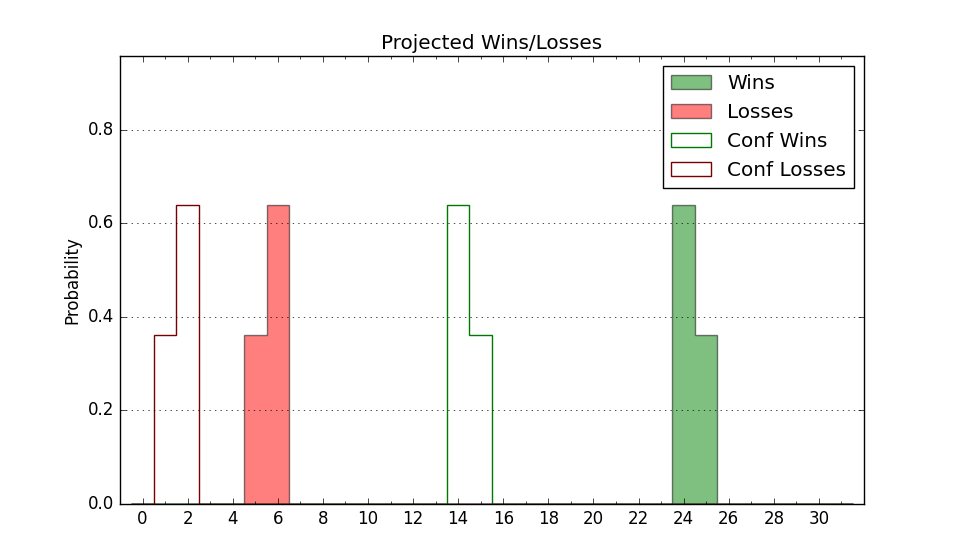 Projected Wins/Losses
Wins
Losses
Conf Wins
Conf Losses
Probability
0.8
0.6
0.4
0.2
0.0
0 2 4 6 8 10 12 14 16 18 20 22 24 26 28 30